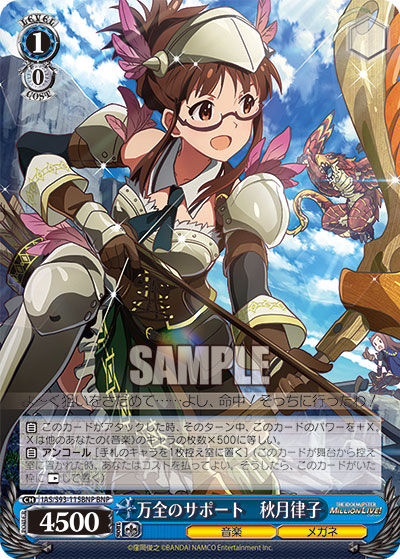 LEVEL
1
0
COST
SAMPLE
よ〜く狙いをさだめて……よし、命中!そっちに行ったわ!
自 このカードがアタックした時、そのターン中、このカードのパワーを+X。Xは他のあなたの《音楽》のキャラの枚数×500に等しい。
自 アンコール [手札のキャラを1枚控え室に置く] (このカードが舞台から控え室に置かれた時、あなたはコストを払ってよい。そうしたら、このカードがいた枠にレストして置く)
CH IAS/S93-115BNP BNP
万全のサポート 秋月律子
THE IDOLM@STER MILLION LIVE!
POWER
4500
音楽
メガネ
©窪岡俊之 ©BANDAI NAMCO Entertainment Inc.